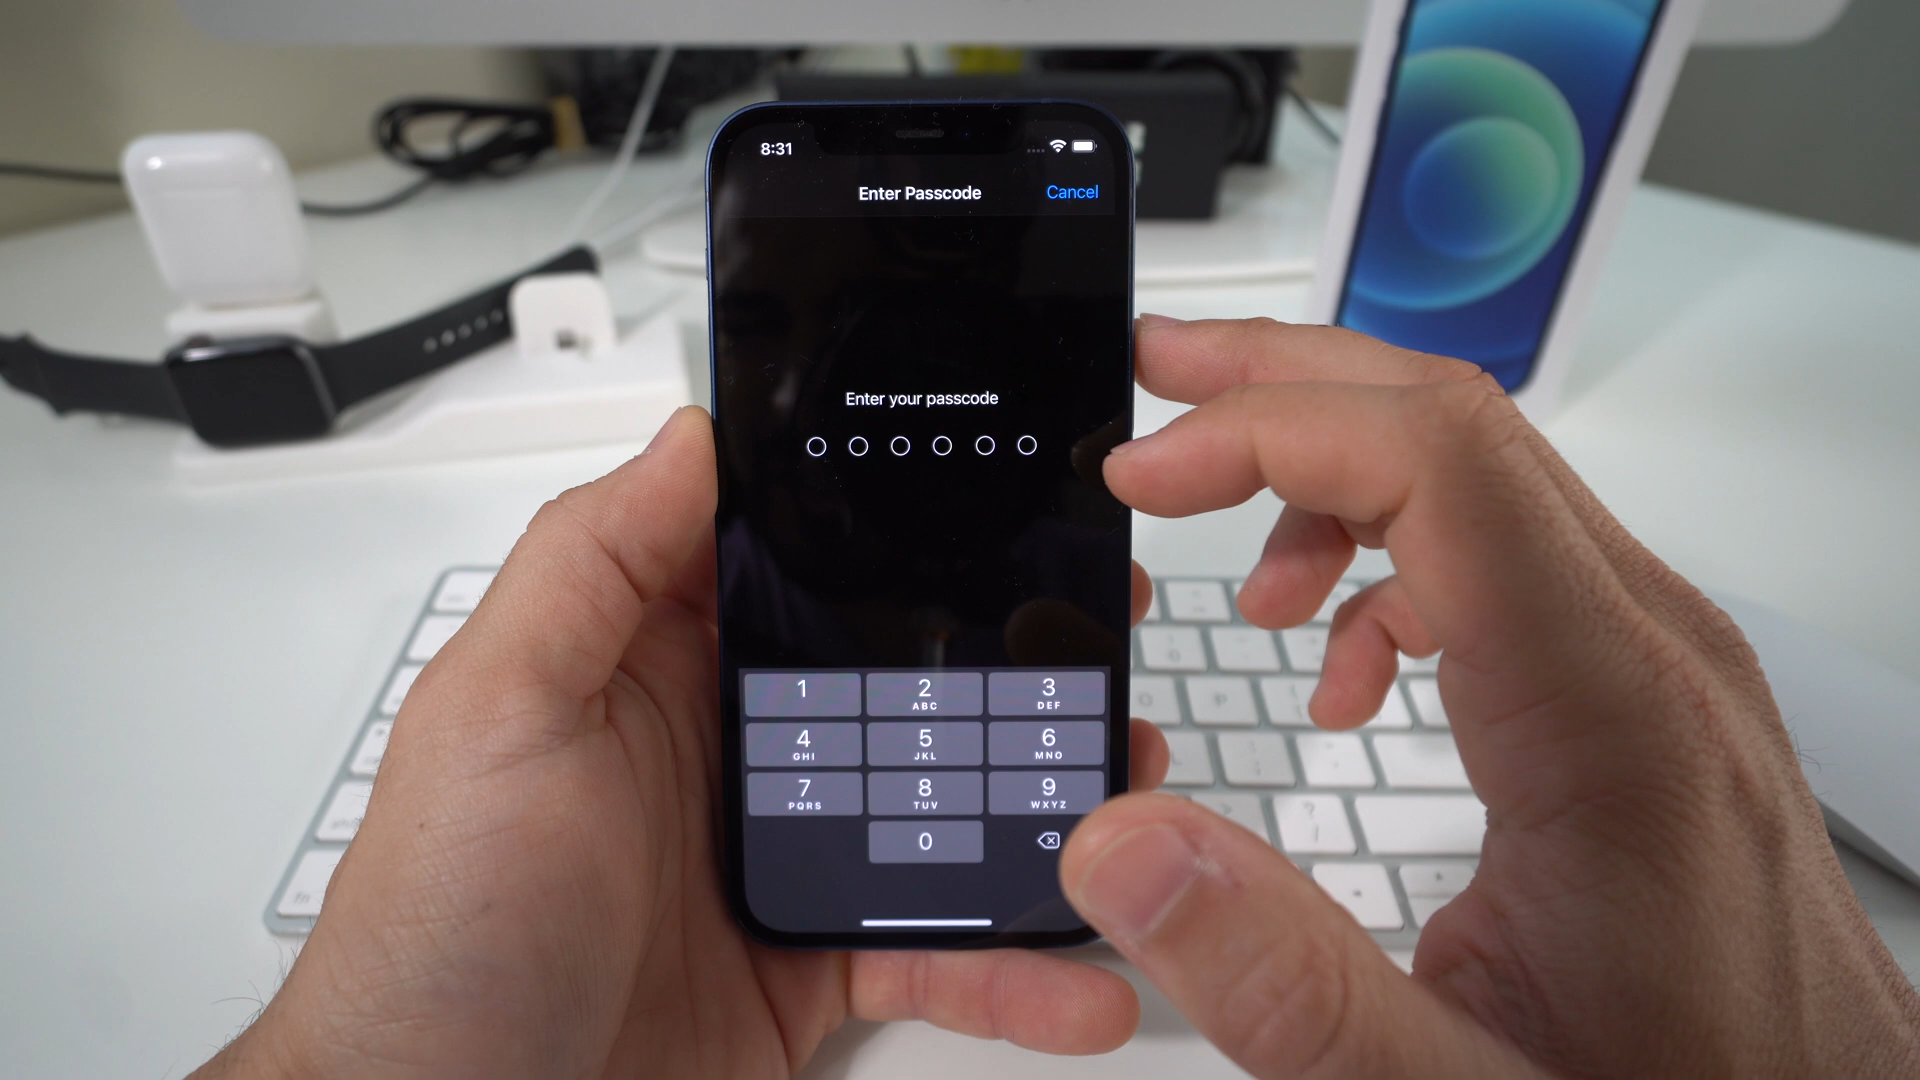 8:31
Enter Passcode
Cancel
Enter your passcode
1
2
ABC
3
DEF
4
GHI
5
JKL
6
MNO
7
PQRS
8
TUV
9
WXYZ
0
P
?
/
fn